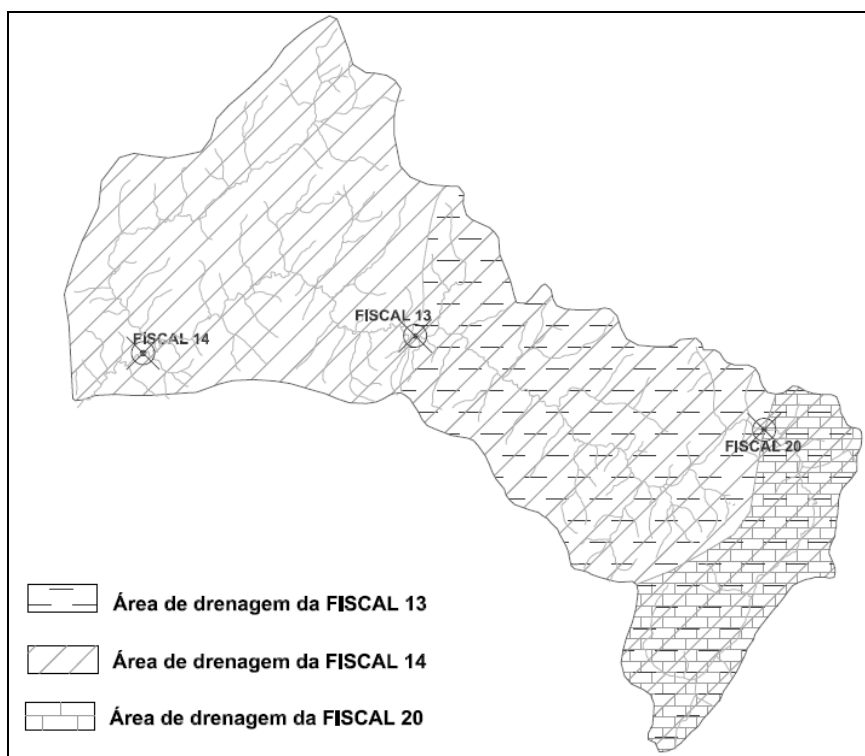 FISCAL 13
FISCAL 14
FISCAL 20
Área de drenagem da FISCAL 13
Área de drenagem da FISCAL 14
Área de drenagem da FISCAL 20